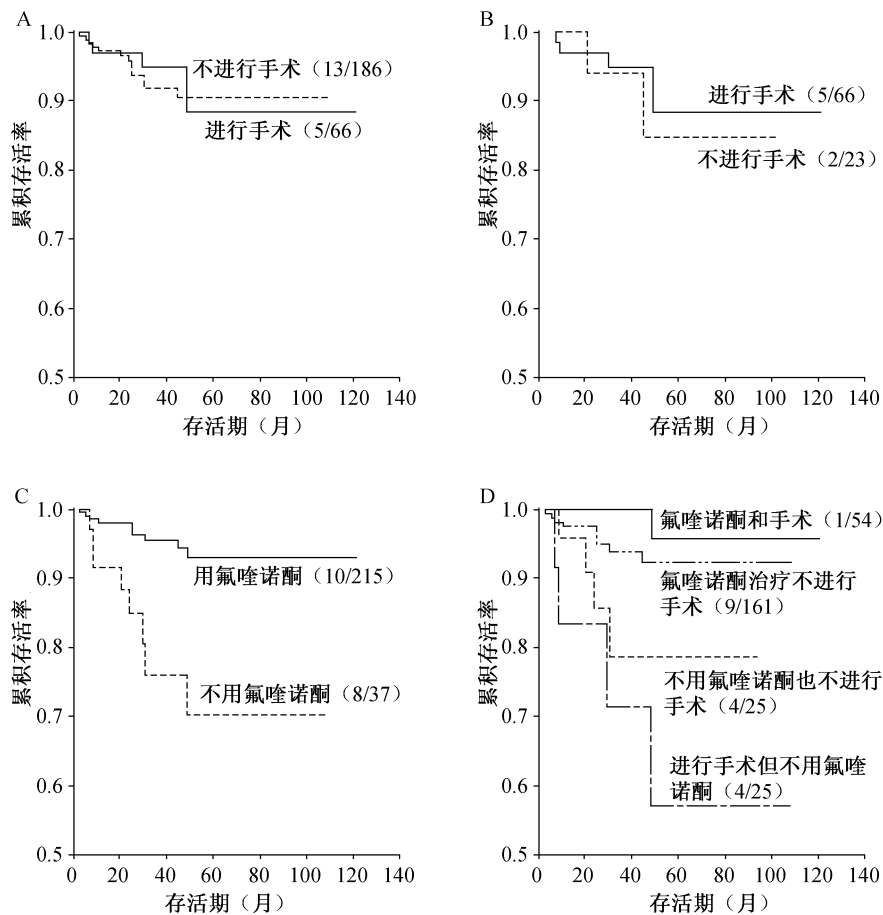 A
累积存活率
1.0
0.9
0.8
0.7
0.6
0.5
不进行手术（13/186）
进行手术（5/66）
0 20 40 60 80 100 120 140
存活期（月）
B
累积存活率
1.0
0.9
0.8
0.7
0.6
0.5
进行手术（5/66）
不进行手术（2/23）
0 20 40 60 80 100 120 140
存活期（月）
C
累积存活率
1.0
0.9
0.8
0.7
0.6
0.5
用氟喹诺酮（10/215）
不用氟喹诺酮（8/37）
0 20 40 60 80 100 120 140
存活期（月）
D
累积存活率
1.0
0.9
0.8
0.7
0.6
0.5
氟喹诺酮和手术（1/54）
氟喹诺酮治疗不进行
手术（9/161）
不用氟喹诺酮也不进行
手术（4/25）
进行手术但不用氟喹
诺酮（4/25）
0 20 40 60 80 100 120 140
存活期（月）